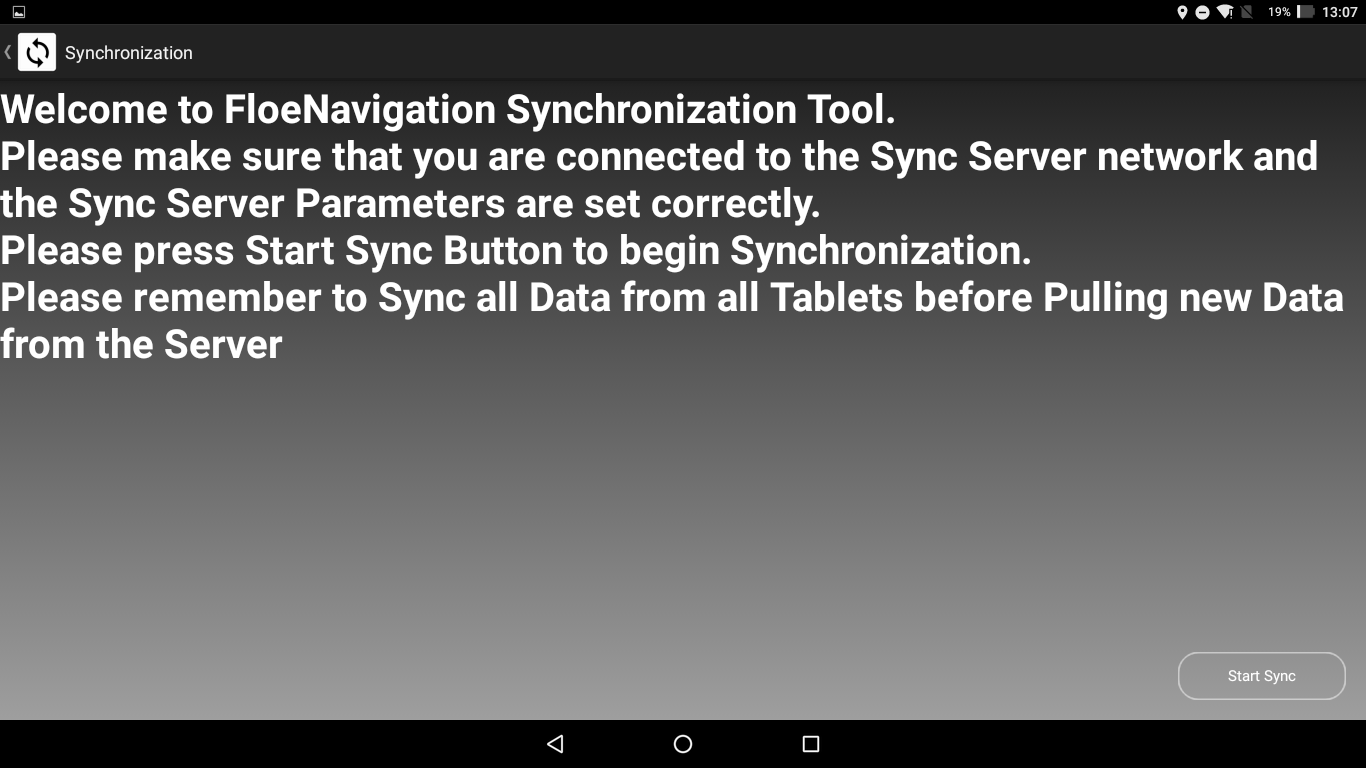 19%
13:07
Synchronization
Welcome to FloeNavigation Synchronization Tool.
Please make sure that you are connected to the Sync Server network and
the Sync Server Parameters are set correctly.
Please press Start Sync Button to begin Synchronization.
Please remember to Sync all Data from all Tablets before Pulling new Data
from the Server
Start Sync